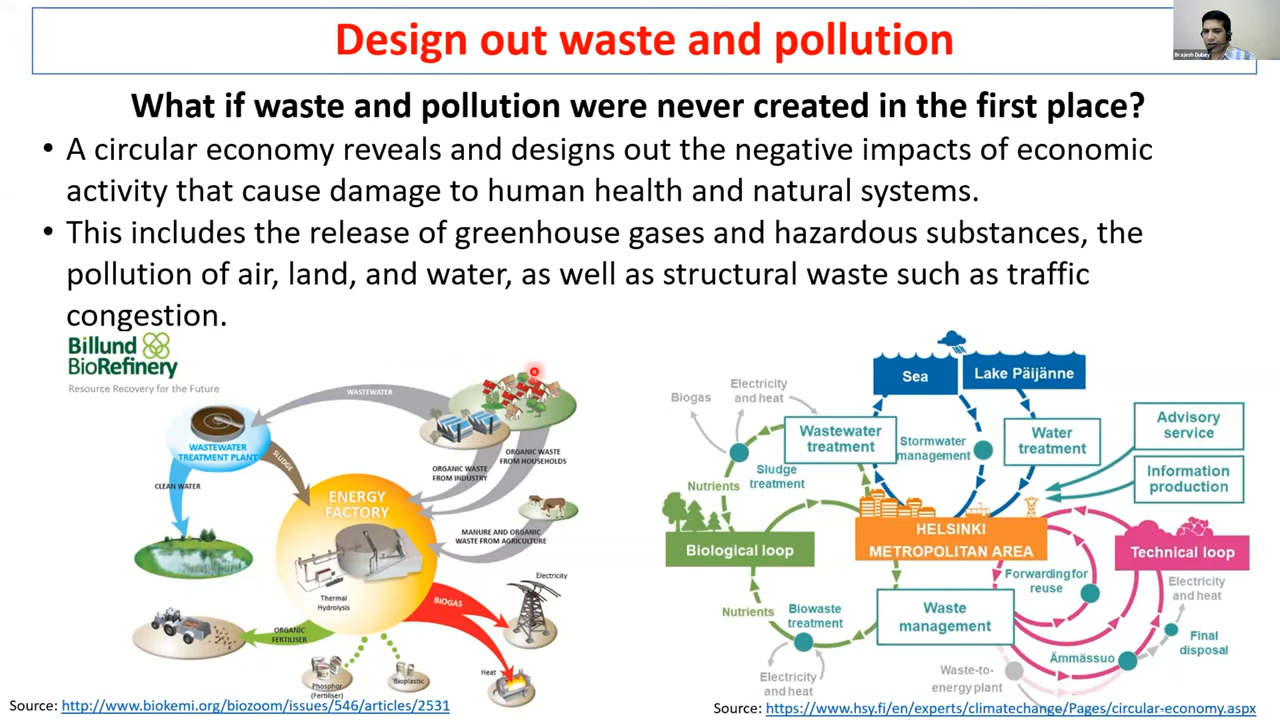 Design out waste and pollution
Brajesh Dubey
What if waste and pollution were never created in the first place?
• A circular economy reveals and designs out the negative impacts of economic
activity that cause damage to human health and natural systems.
• This includes the release of greenhouse gases and hazardous substances, the
pollution of air, land, and water, as well as structural waste such as traffic
congestion.
Billund
BioRefinery
Resource Recovery for the Future
WASTEWATER
WASTEWATER
TREATMENT PLANT
SLUDGE
CLEAN WATER
ORGANIC WASTE
FROM HOUSEHOLDS
ORGANIC WASTE
FROM INDUSTRY
ENERGY
FACTORY
MANURE AND ORGANIC
WASTE FROM AGRICULTURE
Thermal
Hydrolysis
BIOGAS
Electricity
ORGANIC
FERTILISER
Heat
Phosphor
(Fertiliser)
Bioplastic
Source: http://www.biokemi.org/biozoom/issues/546/articles/2531
Sea
Lake Päijänne
Biogas
Electricity
and heat
Wastewater
treatment
Stormwater
management
Water
treatment
Advisory
service
Information
production
Sludge
treatment
Nutrients
HELSINKI
METROPOLITAN AREA
Biological loop
Technical loop
Forwarding for
reuse
Electricity
and heat
Nutrients
Biowaste
treatment
Waste
management
Final
disposal
Ämmässuo
Waste-to-
energy plant
Electricity
and heat
Source: https://www.hsy.fi/en/experts/climatechange/Pages/circular-economy.aspx